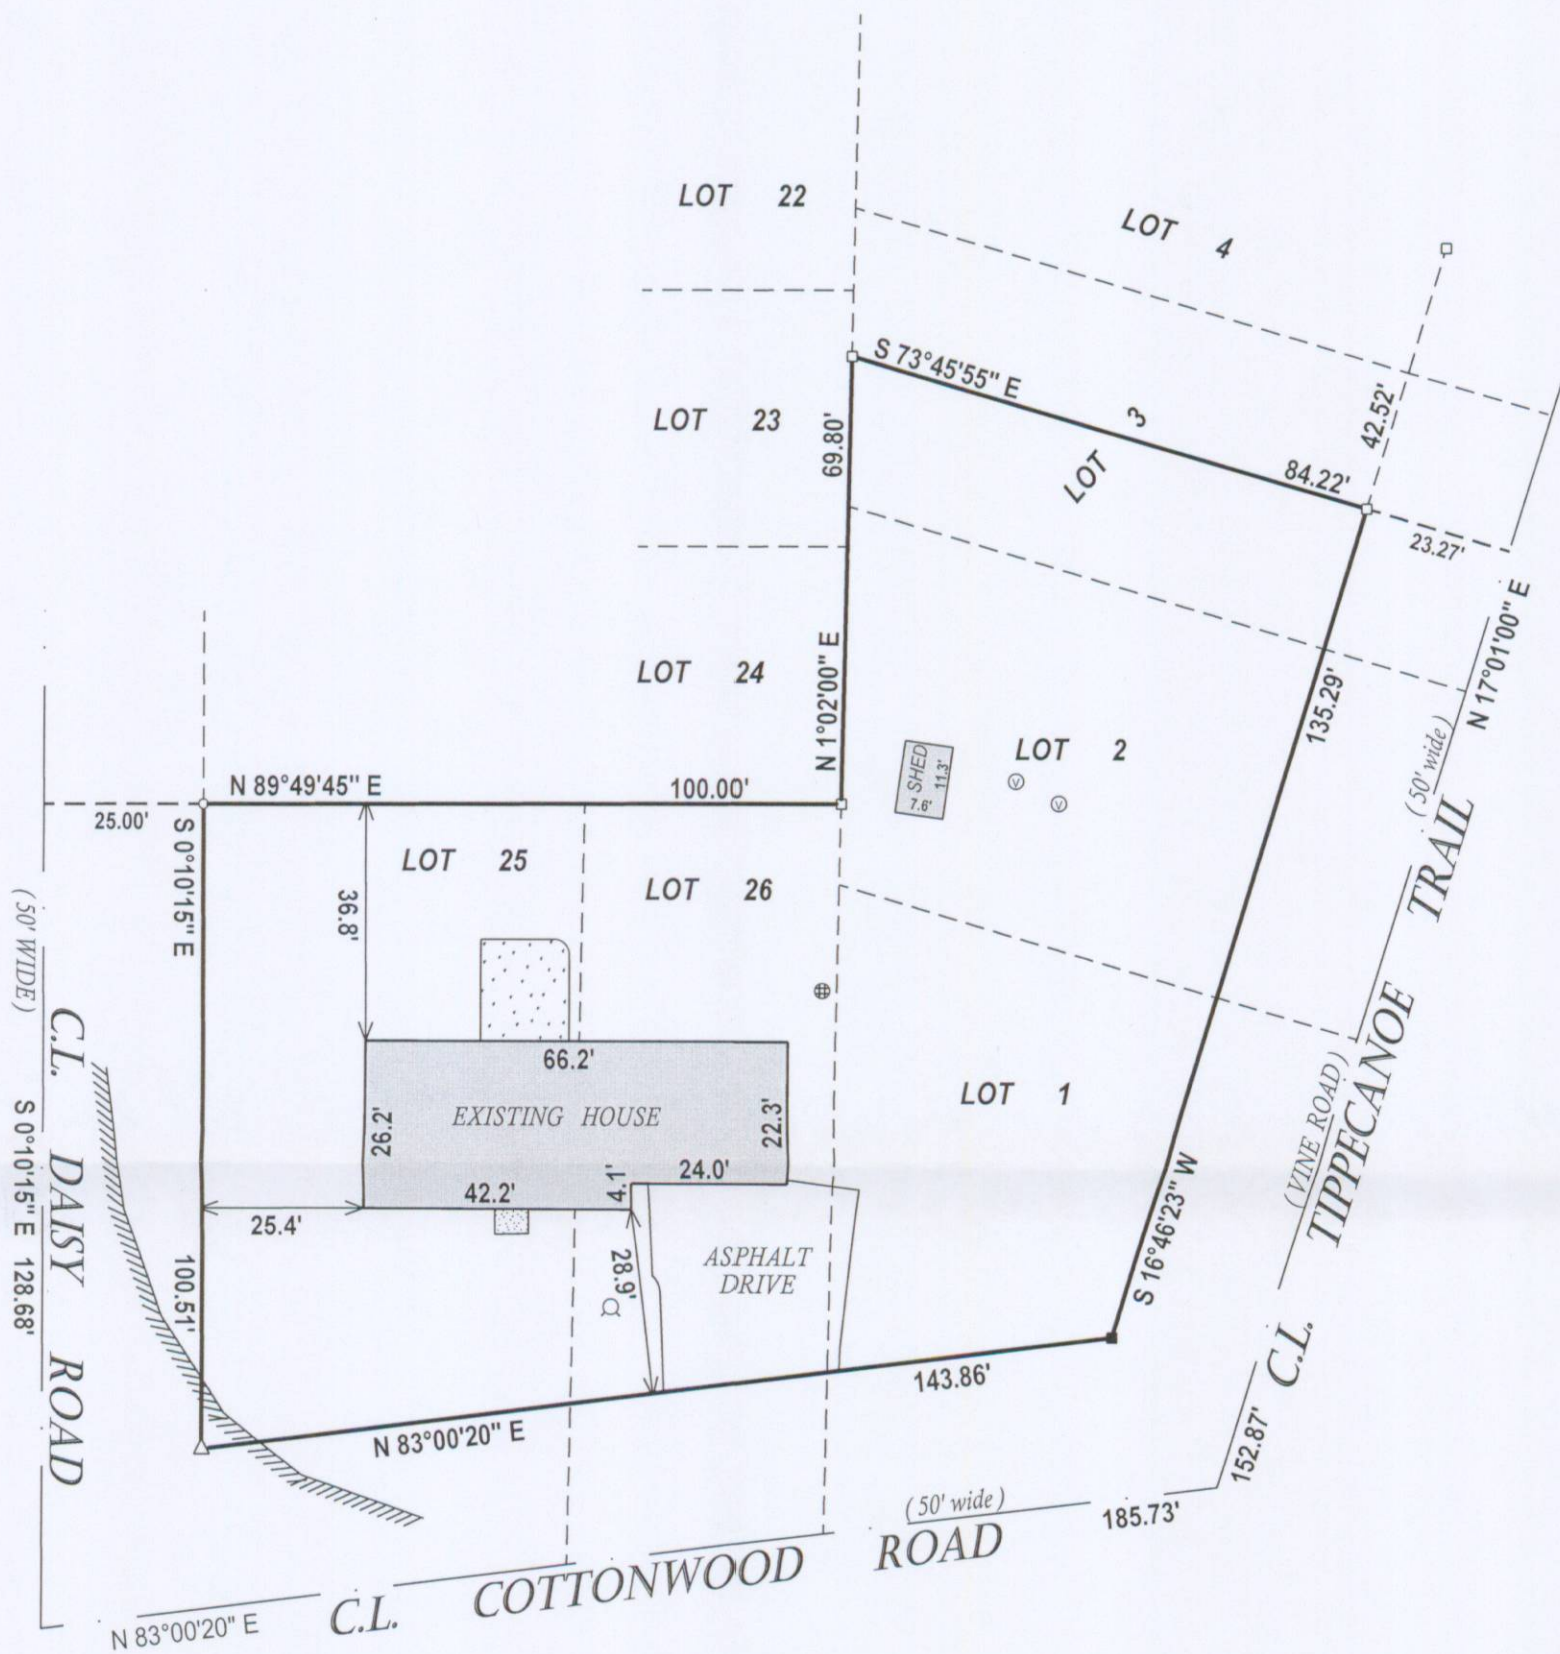 LOT 22
LOT 4
S 73°45'55" E
LOT 23
69.80'
LOT 3
42.52'
84.22'
23.27'
N 17°01'00" E
LOT 24
N 1°02'00" E
135.29'
LOT 2
(50' wide)
SHED
11.3'
7.6'
N 89°49'45" E
100.00'
25.00'
S 0°10'15" E
LOT 25
LOT 26
36.8'
(50' WIDE)
C.L. TIPPECANOE TRAIL
(VINE ROAD)
66.2'
EXISTING HOUSE
26.2'
22.3'
LOT 1
42.2'
4.1'
24.0'
S 16°46'23" W
25.4'
100.51'
28.9'
ASPHALT
DRIVE
C.L. DAISY ROAD
S 0°10'15" E 128.68'
143.86'
N 83°00'20" E
152.87'
(50' wide)
185.73'
C.L. COTTONWOOD ROAD
N 83°00'20" E
V
V